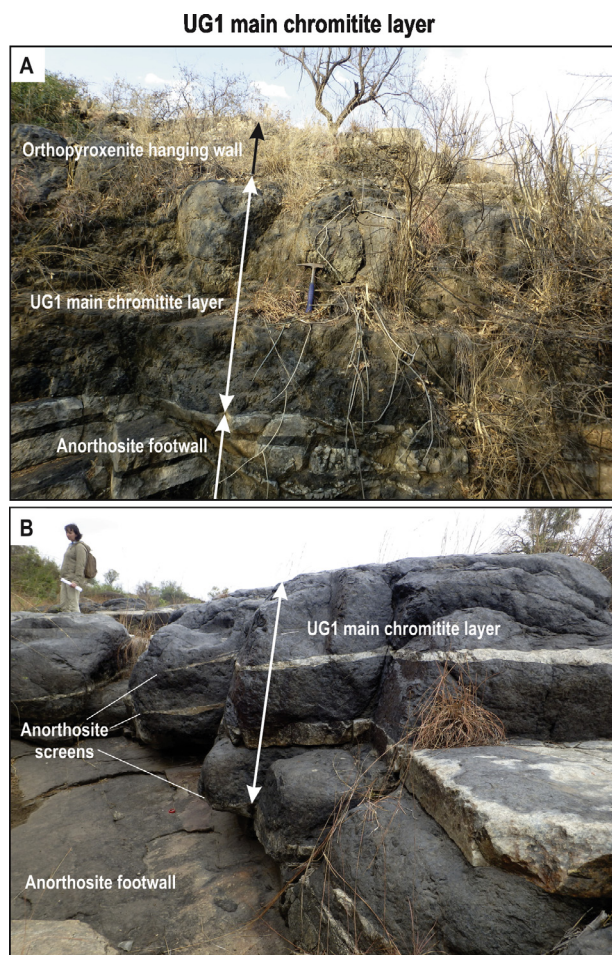 UG1 main chromitite layer
A
Orthopyroxenite hanging wall
UG1 main chromitite layer
Anorthosite footwall
B
UG1 main chromitite layer
Anorthosite
screens
Anorthosite footwall